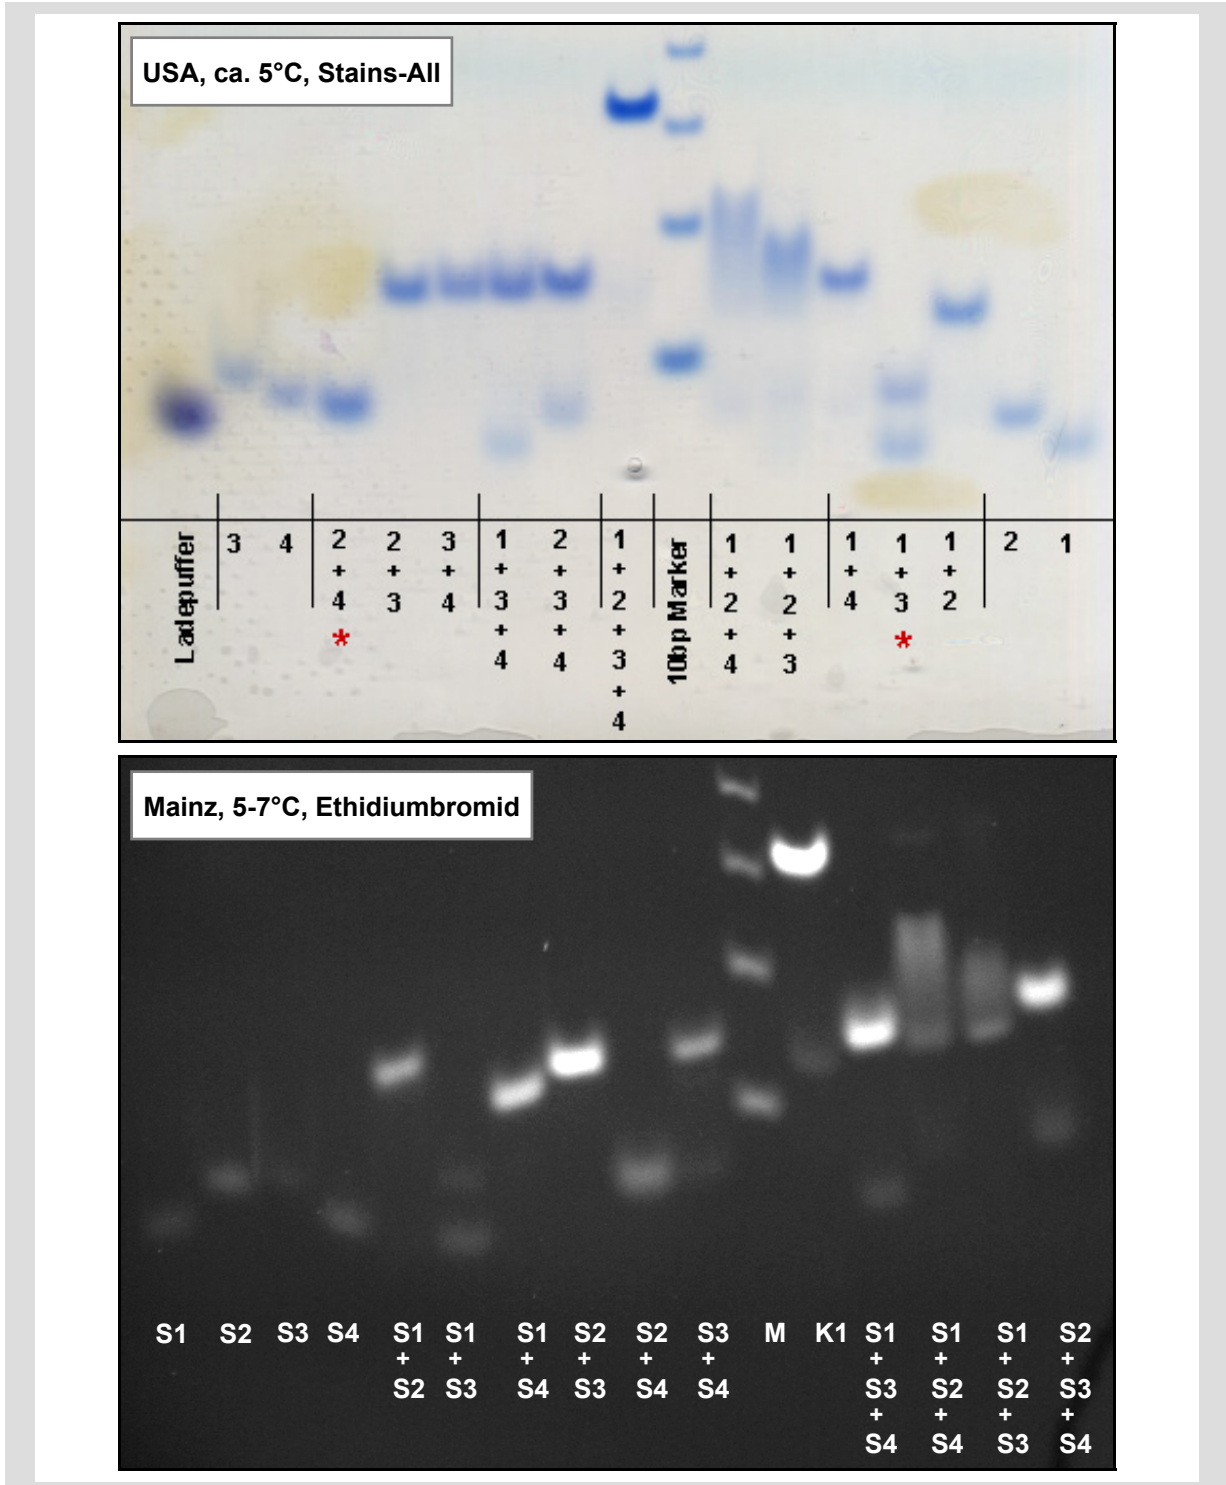 USA, ca. 5°C, Stains-All
Ladepuffer
3
4
2
+
4
*
2
+
3
3
+
4
1
+
3
+
4
2
+
3
+
4
1
+
2
+
3
+
4
10bp Marker
1
+
2
+
4
1
+
2
+
3
1
+
4
1
+
3
*
1
+
2
2
1
Mainz, 5-7°C, Ethidiumbromid
S1
S2
S3
S4
S1
+
S2
S1
+
S3
S1
+
S4
S2
+
S3
S2
+
S4
S3
+
S4
M
K1
S1
+
S3
+
S4
S1
+
S2
+
S4
S1
+
S2
+
S3
S2
+
S3
+
S4